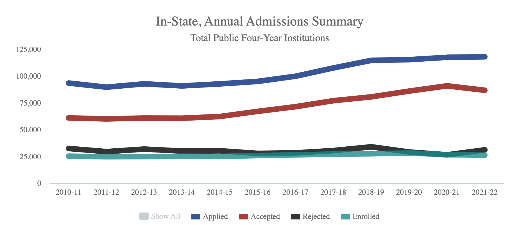 In-State, Annual Admissions Summary
Total Public Four-Year Institutions
125,000
100,000
75,000
50,000
25,000
0
2010-11 2011-12 2012-13 2013-14 2014-15 2015-16 2016-17 2017-18 2018-19 2019-20 2020-21 2021-22
Show All Applied Accepted Rejected Enrolled